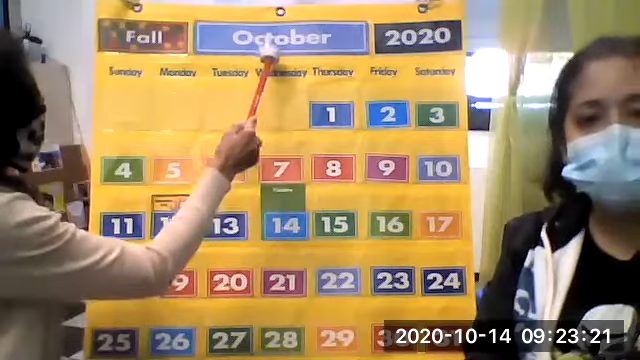 Fall October 2020
Sunday Monday Tuesday Wednesday Thursday Friday Saturday
1 2 3
4 5 7 8 9 10
11 13 14 15 16 17
20 21 22 23 24
25 26 27 28 29
2020-10-14 09:23:21